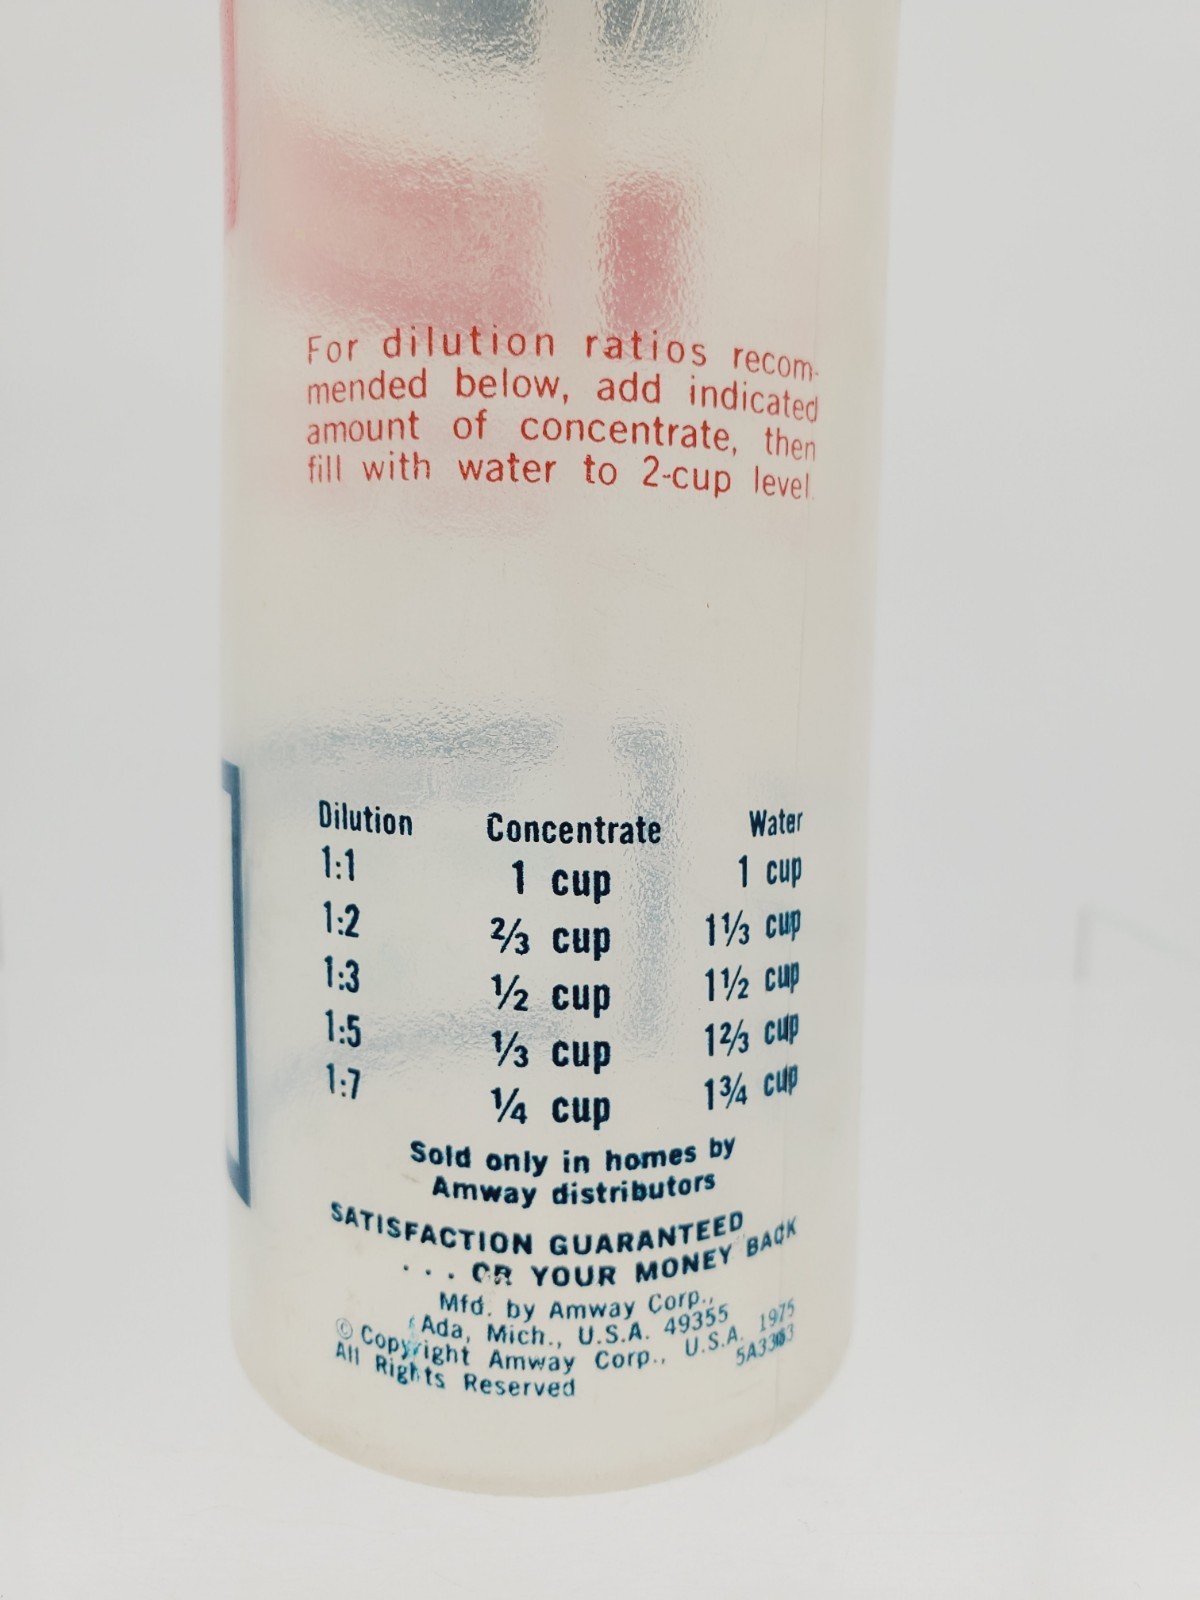 For dilution ratios recom-
mended below, add indicated
amount of concentrate, then
fill with water to 2-cup level.
Dilution Concentrate Water
1:1 1 cup 1 cup
1:2 ⅔ cup 1⅓ cup
1:3 ½ cup 1½ cup
1:5 ⅓ cup 1⅔ cup
1:7 ¼ cup 1¾ cup
Sold only in homes by
Amway distributors
SATISFACTION GUARANTEED
... OR YOUR MONEY BACK
Mfd. by Amway Corp.,
Ada, Mich., U.S.A. 49355
© Copyright Amway Corp., U.S.A. 1975
All Rights Reserved